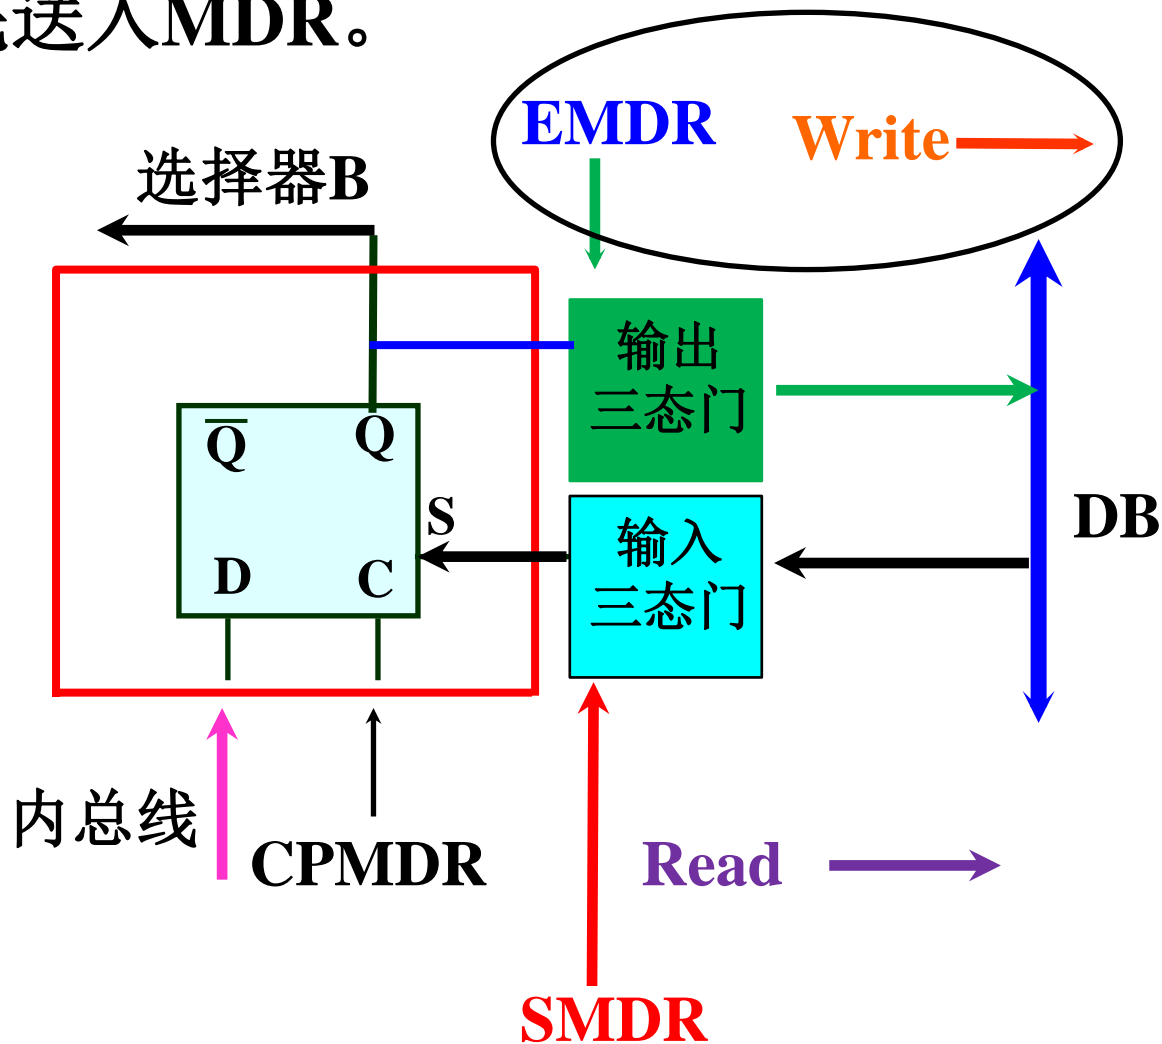 送入MDR。
EMDR
Write
选择器B
输出
三态门
Q
Q
S
输入
三态门
DB
D
C
内总线
CPMDR
Read
SMDR